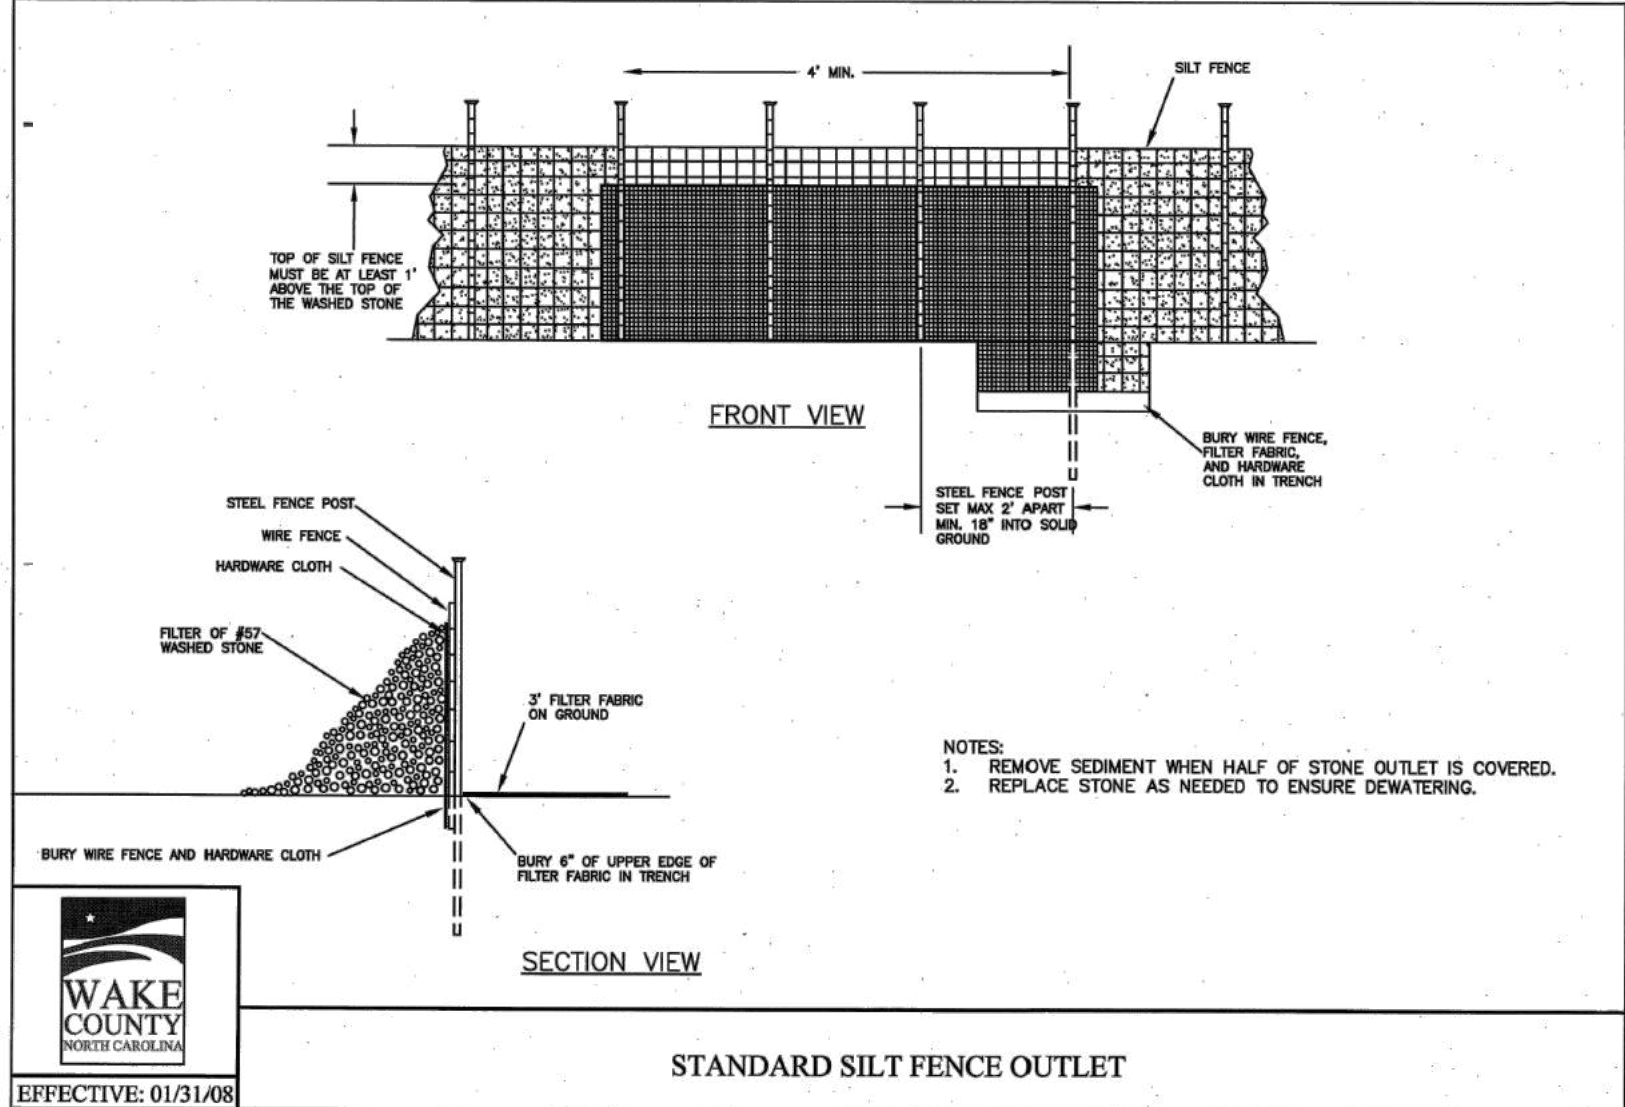 4' MIN.
SILT FENCE
TOP OF SILT FENCE
MUST BE AT LEAST 1'
ABOVE THE TOP OF
THE WASHED STONE
FRONT VIEW
BURY WIRE FENCE,
FILTER FABRIC,
AND HARDWARE
CLOTH IN TRENCH
STEEL FENCE POST
SET MAX 2' APART
MIN. 18" INTO SOLID
GROUND
STEEL FENCE POST
WIRE FENCE
HARDWARE CLOTH
FILTER OF #57
WASHED STONE
3' FILTER FABRIC
ON GROUND
NOTES:
1. REMOVE SEDIMENT WHEN HALF OF STONE OUTLET IS COVERED.
2. REPLACE STONE AS NEEDED TO ENSURE DEWATERING.
BURY WIRE FENCE AND HARDWARE CLOTH
BURY 6" OF UPPER EDGE OF
FILTER FABRIC IN TRENCH
SECTION VIEW
WAKE
COUNTY
NORTH CAROLINA
EFFECTIVE: 01/31/08
STANDARD SILT FENCE OUTLET